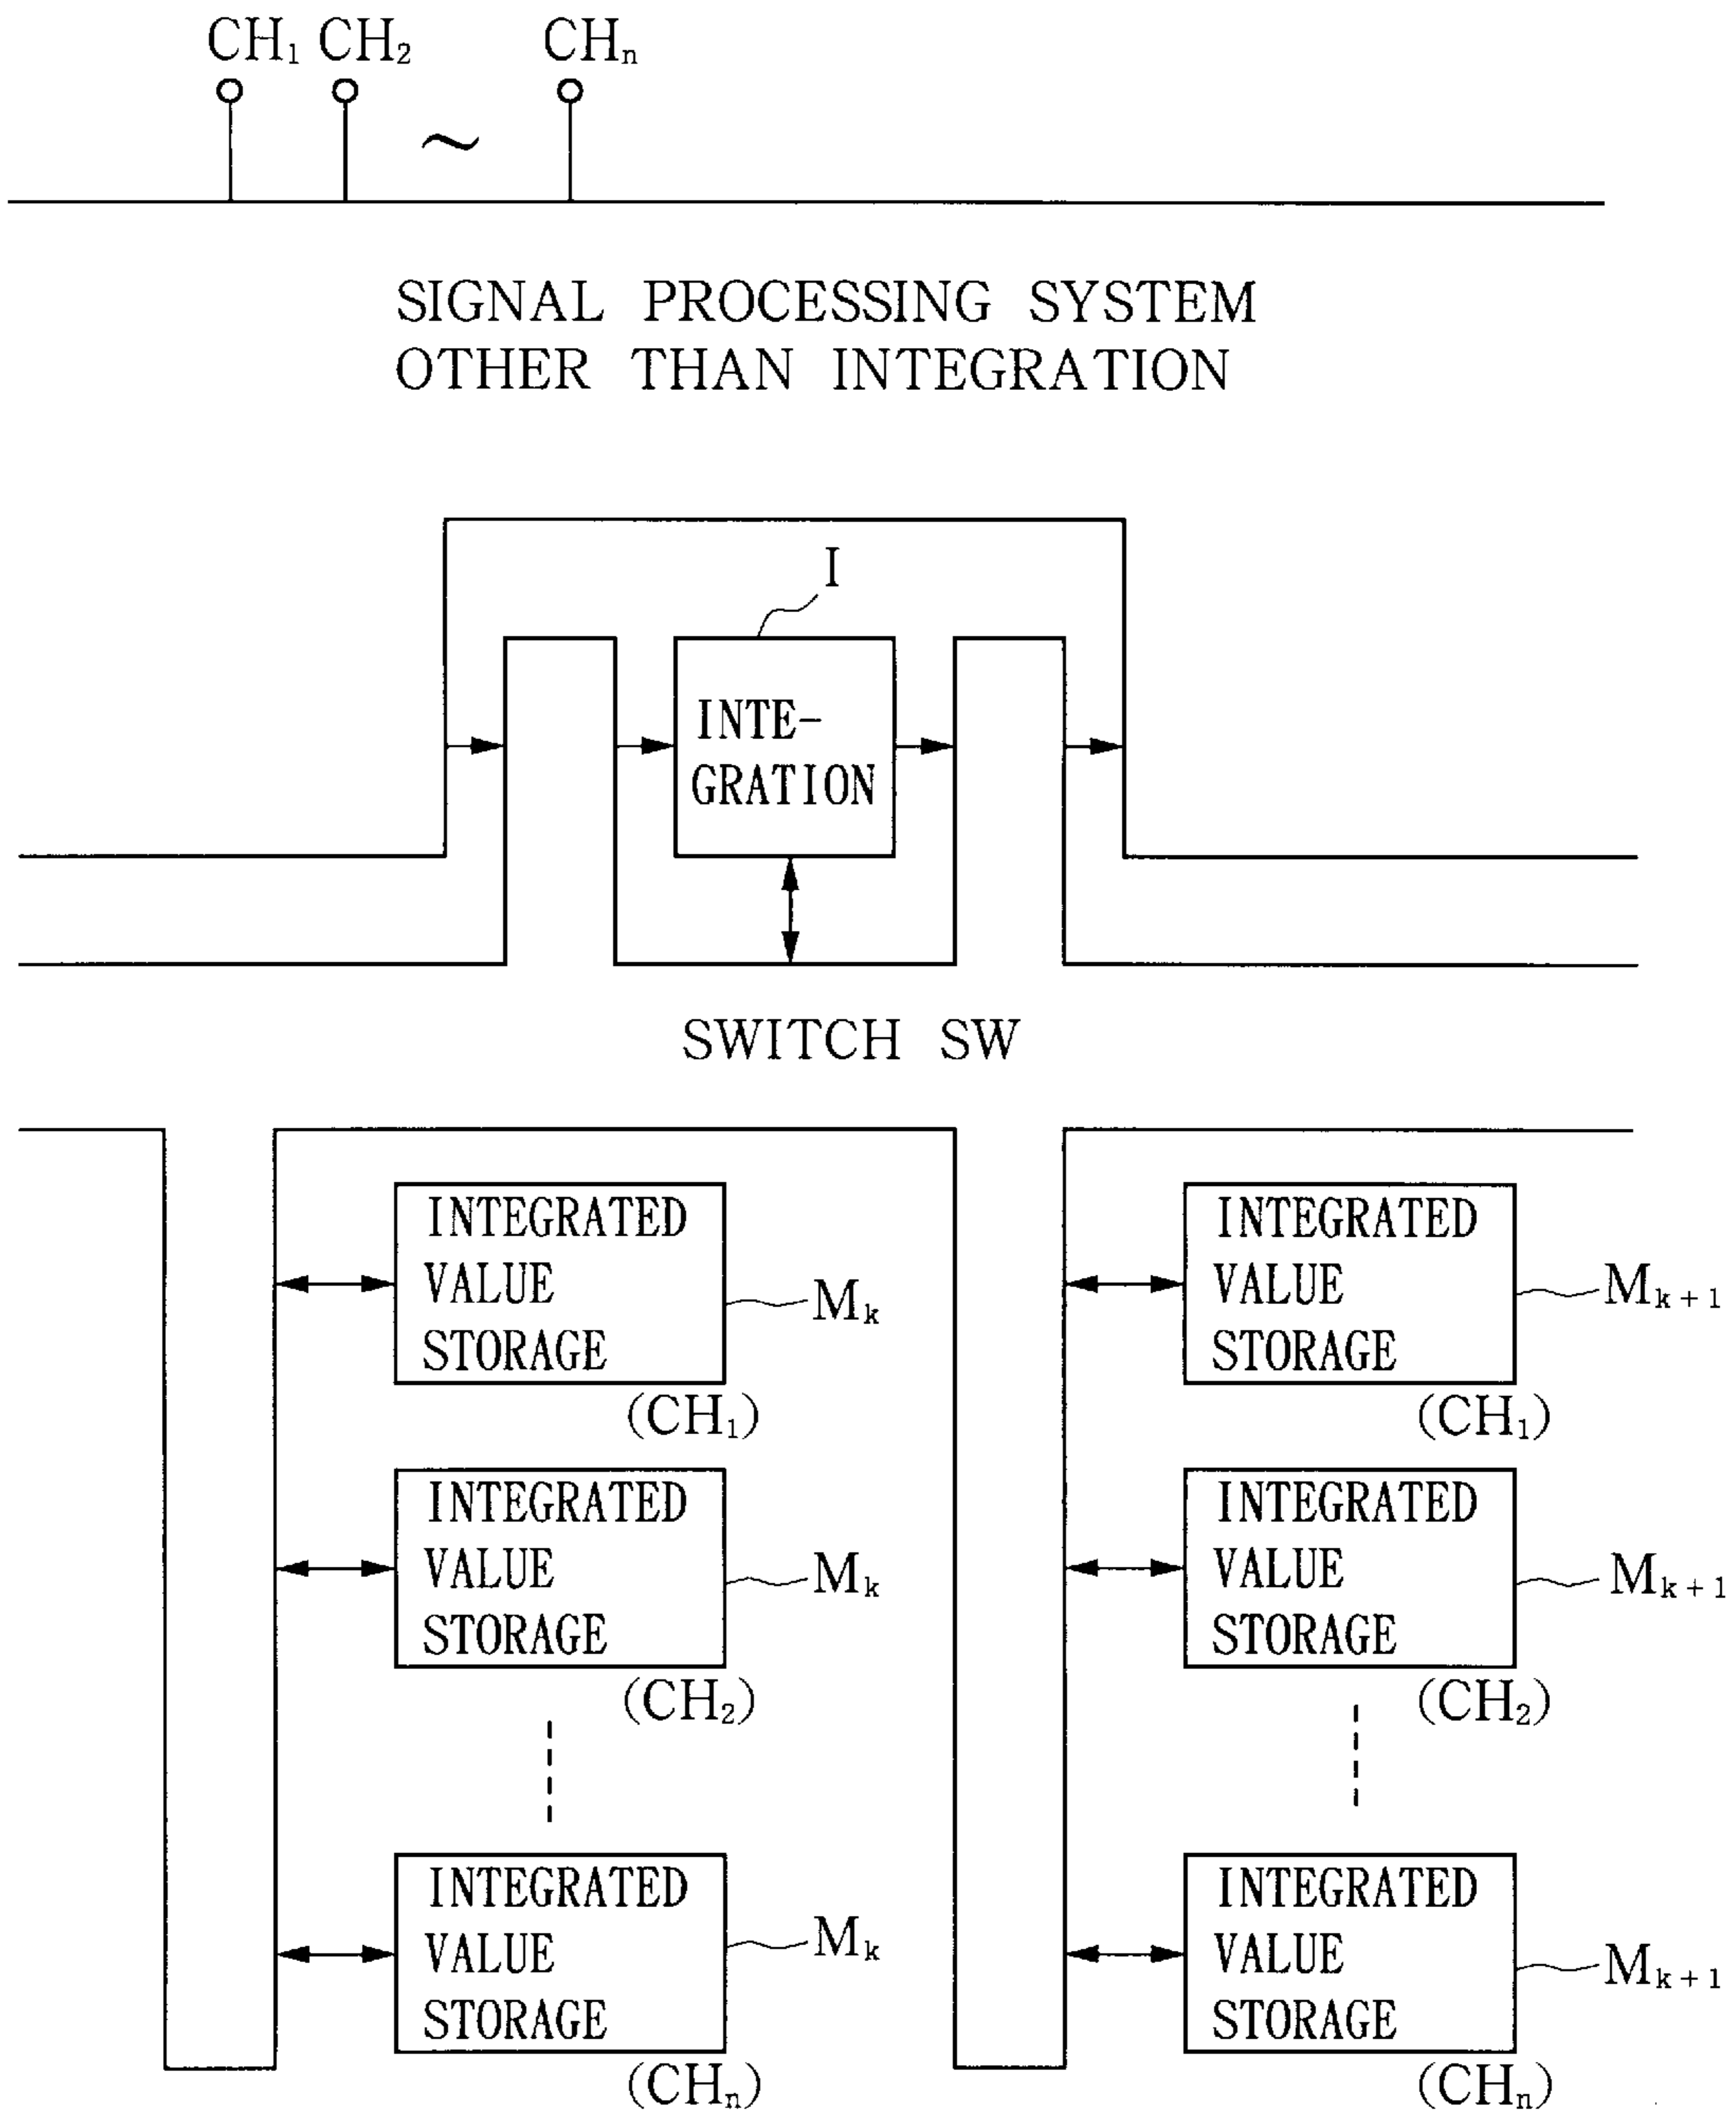 CH₁ CH₂ ~ CHₙ
SIGNAL PROCESSING SYSTEM
OTHER THAN INTEGRATION
I
INTE-
GRATION
SWITCH SW
INTEGRATED
VALUE
STORAGE
Mₖ
(CH₁)
INTEGRATED
VALUE
STORAGE
Mₖ₊₁
(CH₁)
INTEGRATED
VALUE
STORAGE
Mₖ
(CH₂)
INTEGRATED
VALUE
STORAGE
Mₖ₊₁
(CH₂)
INTEGRATED
VALUE
STORAGE
Mₖ
(CHₙ)
INTEGRATED
VALUE
STORAGE
Mₖ₊₁
(CHₙ)